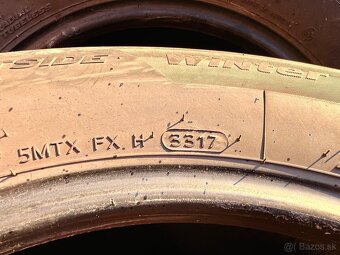 SIDE WINTER
5MTX FX H 3317
© Bazos.sk